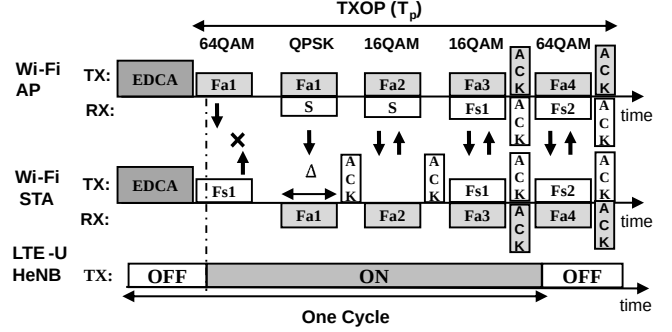 TXOP (Tp)
64QAM QPSK 16QAM 16QAM 64QAM
Wi-Fi AP
TX: EDCA Fa1 Fa1 Fa2 Fa3 ACK Fa4 ACK
RX: S S Fs1 ACK Fs2 ACK time
Δ
Wi-Fi STA
TX: EDCA Fs1 ACK ACK Fs1 ACK Fs2 ACK
RX: Fa1 Fa2 Fa3 ACK Fa4 ACK time
LTE-U HeNB
TX: OFF ON OFF
time
One Cycle